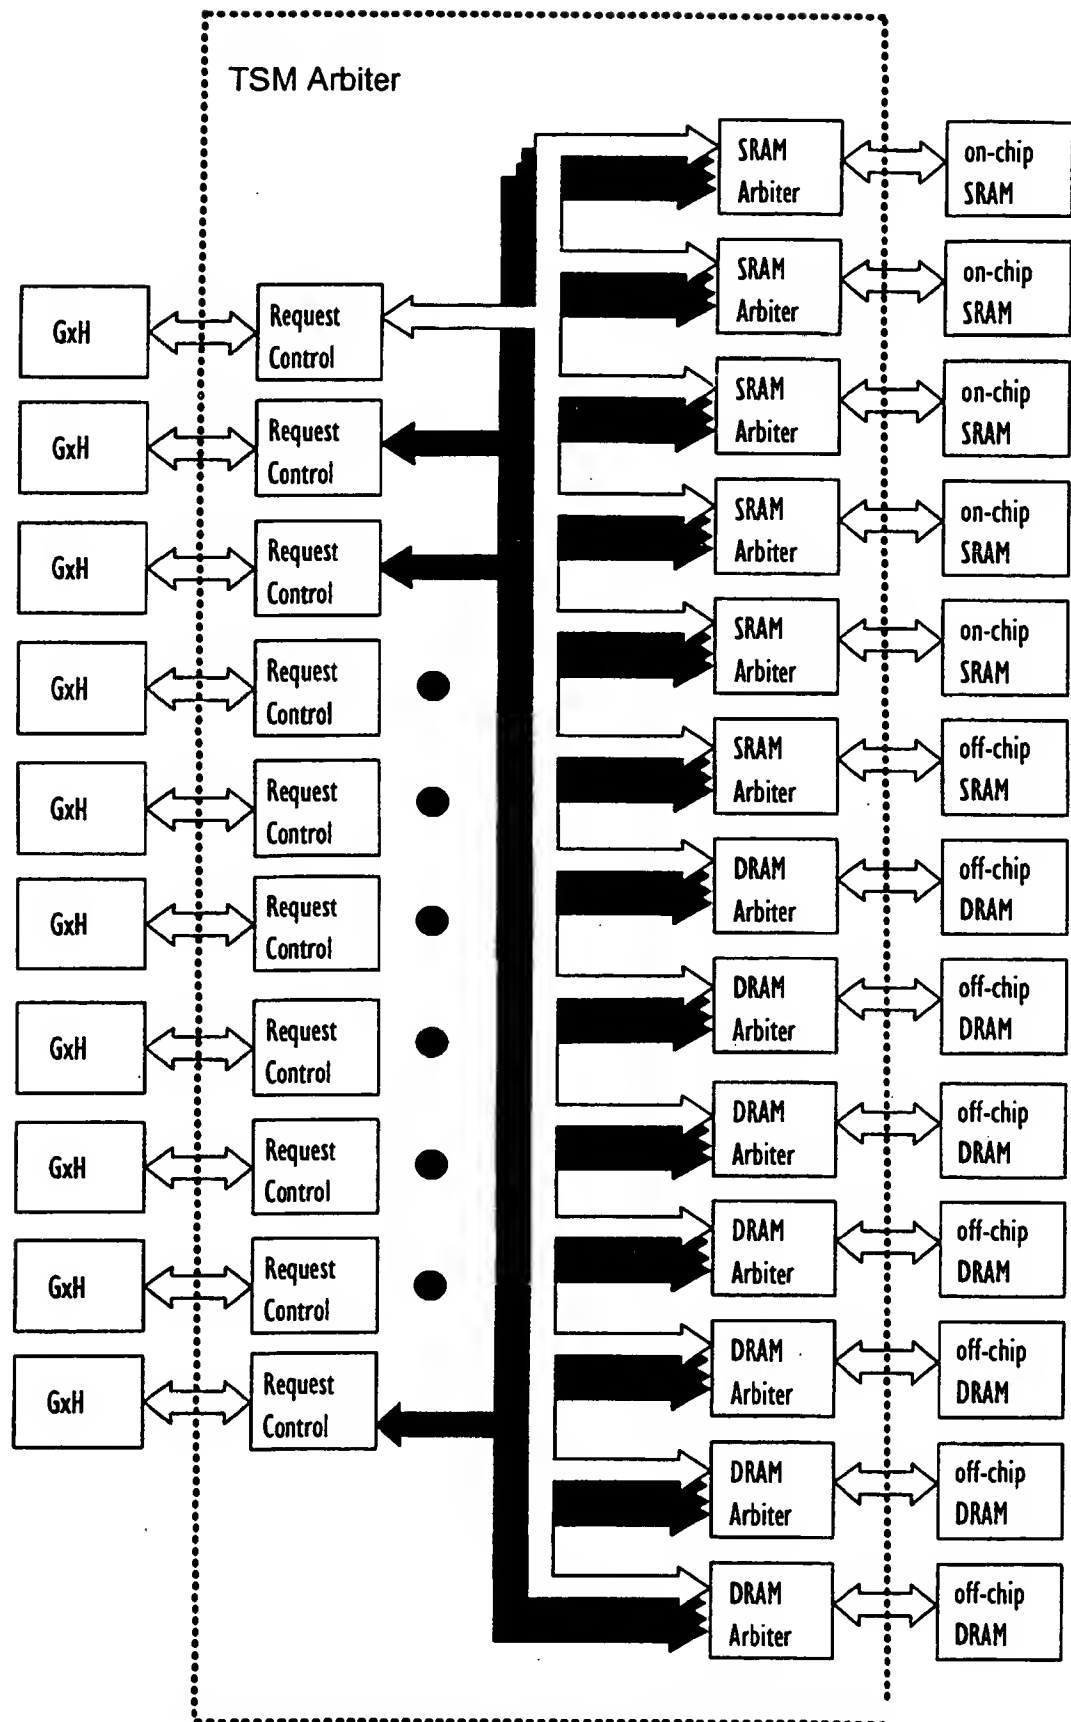 TSM Arbiter
SRAM
Arbiter
on-chip
SRAM
SRAM
Arbiter
on-chip
SRAM
GxH
Request
Control
SRAM
Arbiter
on-chip
SRAM
GxH
Request
Control
SRAM
Arbiter
on-chip
SRAM
GxH
Request
Control
SRAM
Arbiter
on-chip
SRAM
GxH
Request
Control
SRAM
Arbiter
off-chip
SRAM
GxH
Request
Control
DRAM
Arbiter
off-chip
DRAM
GxH
Request
Control
DRAM
Arbiter
off-chip
DRAM
GxH
Request
Control
DRAM
Arbiter
off-chip
DRAM
GxH
Request
Control
DRAM
Arbiter
off-chip
DRAM
GxH
Request
Control
DRAM
Arbiter
off-chip
DRAM
GxH
Request
Control
DRAM
Arbiter
off-chip
DRAM
DRAM
Arbiter
off-chip
DRAM